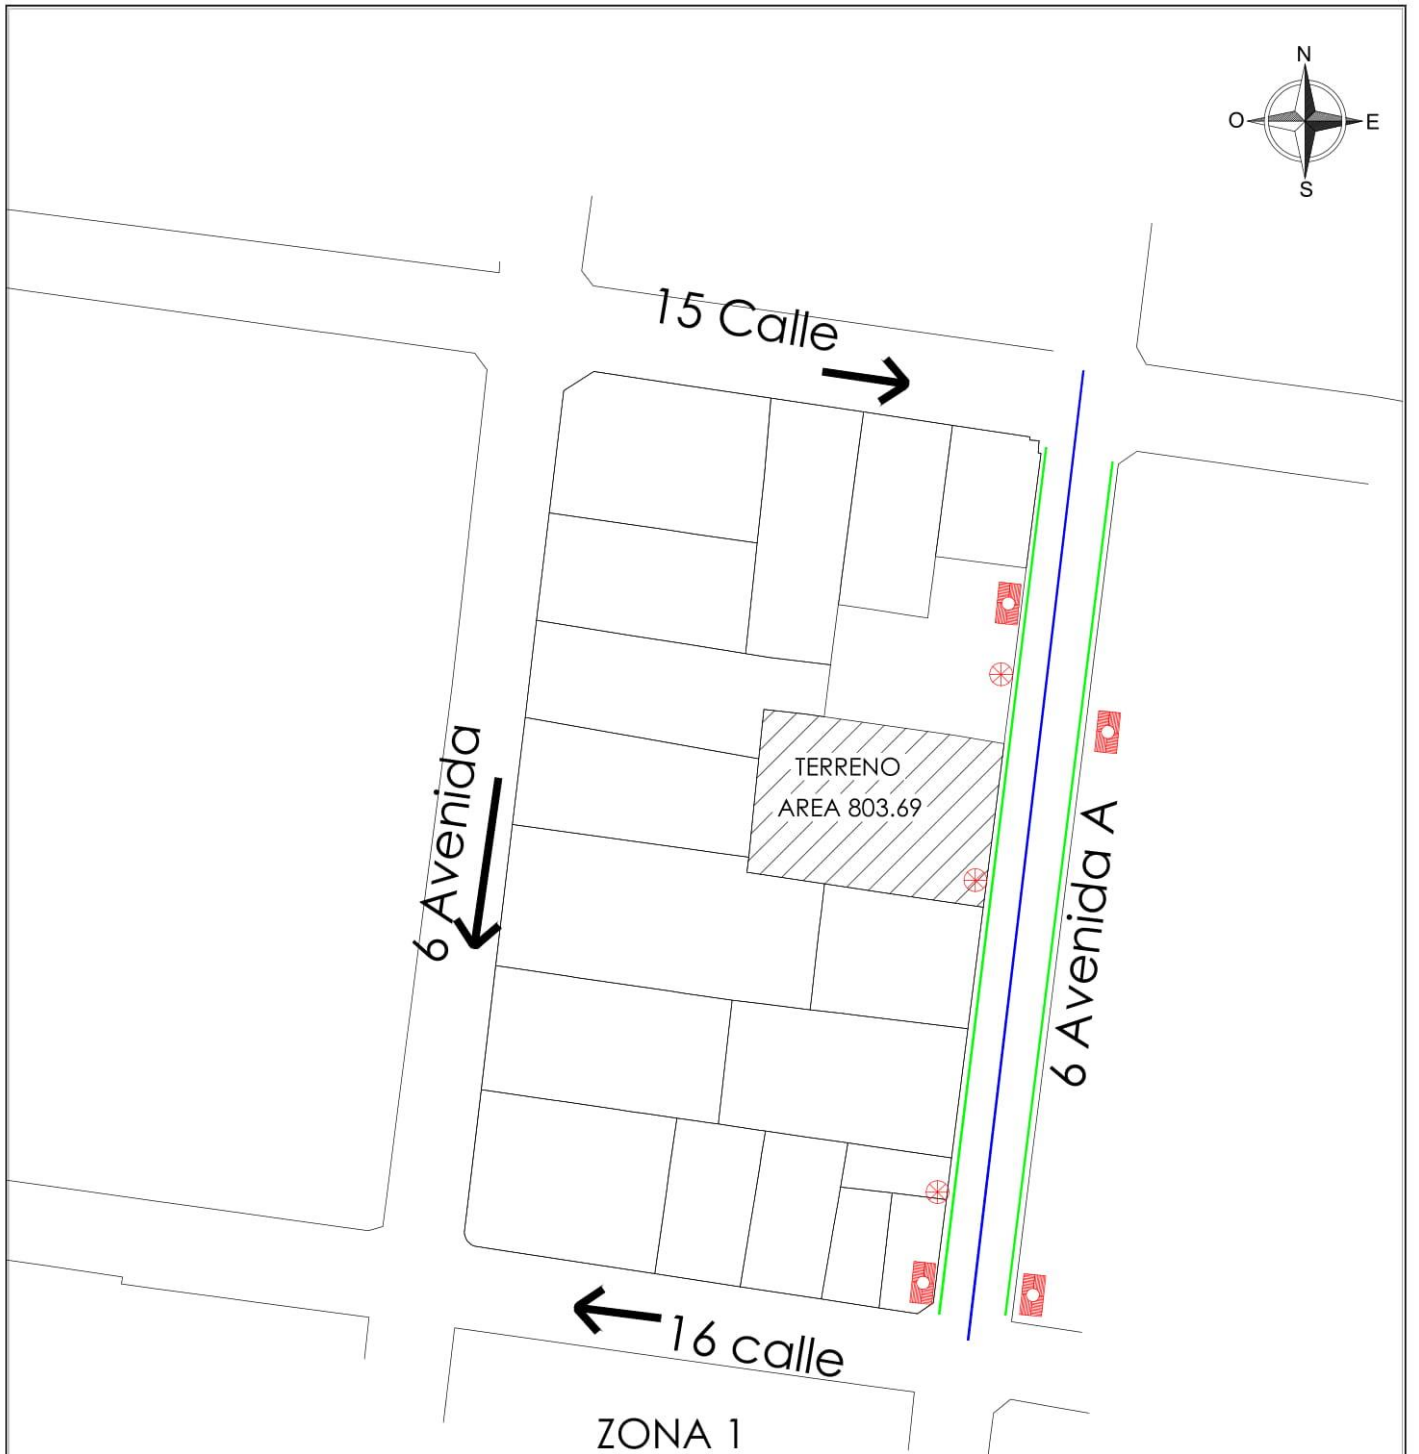 N
O
E
S
15 Calle
6 Avenida
TERRENO
AREA 803.69
6 Avenida A
16 calle
ZONA 1